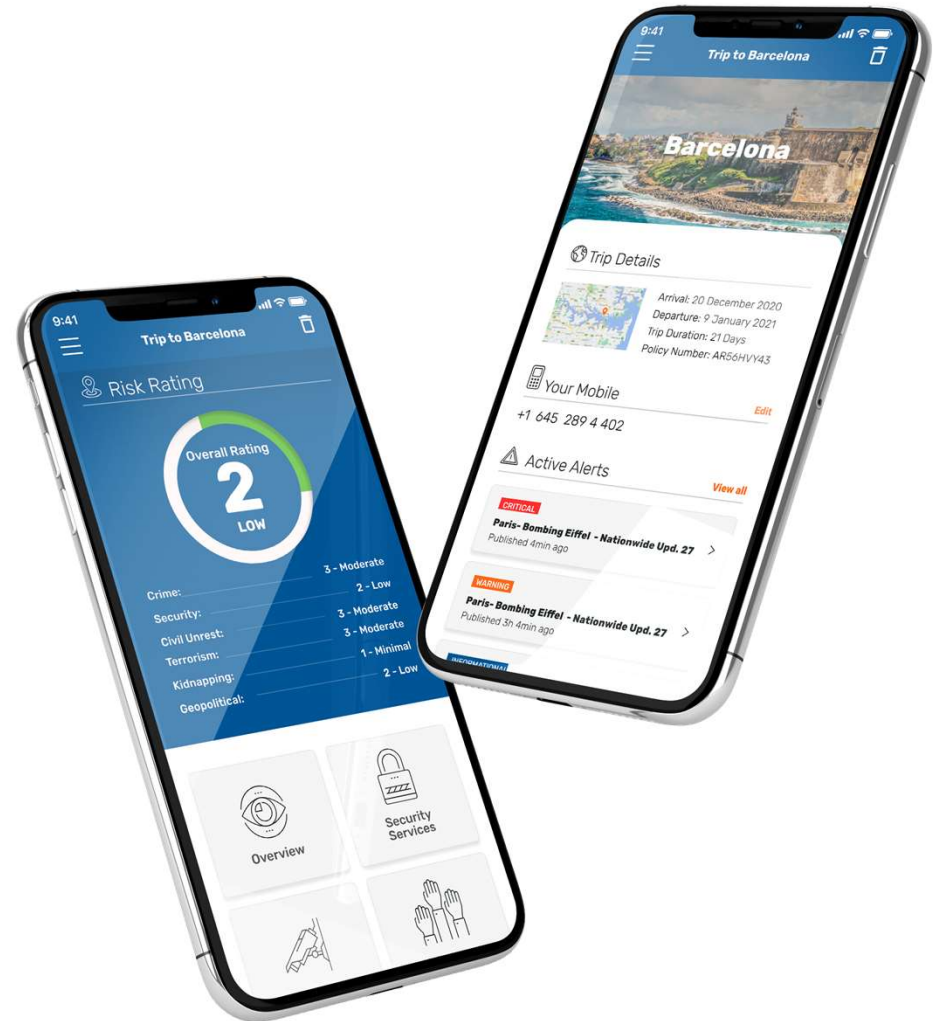 9:41
Trip to Barcelona
Risk Rating
Overall Rating
2
LOW
Crime: 3 - Moderate
Security: 2 - Low
Civil Unrest: 3 - Moderate
Terrorism: 3 - Moderate
Kidnapping: 1 - Minimal
Geopolitical: 2 - Low
Overview
Security
Services
9:41
Trip to Barcelona
Barcelona
Trip Details
Arrival: 20 December 2020
Departure: 9 January 2021
Trip Duration: 21 Days
Policy Number: AR56HVY43
Your Mobile
Edit
+1 645 289 4 402
Active Alerts
View all
CRITICAL
Paris- Bombing Eiffel - Nationwide Upd. 27
Published 4min ago
WARNING
Paris- Bombing Eiffel - Nationwide Upd. 27
Published 3h 4min ago
INFORMATIONAL